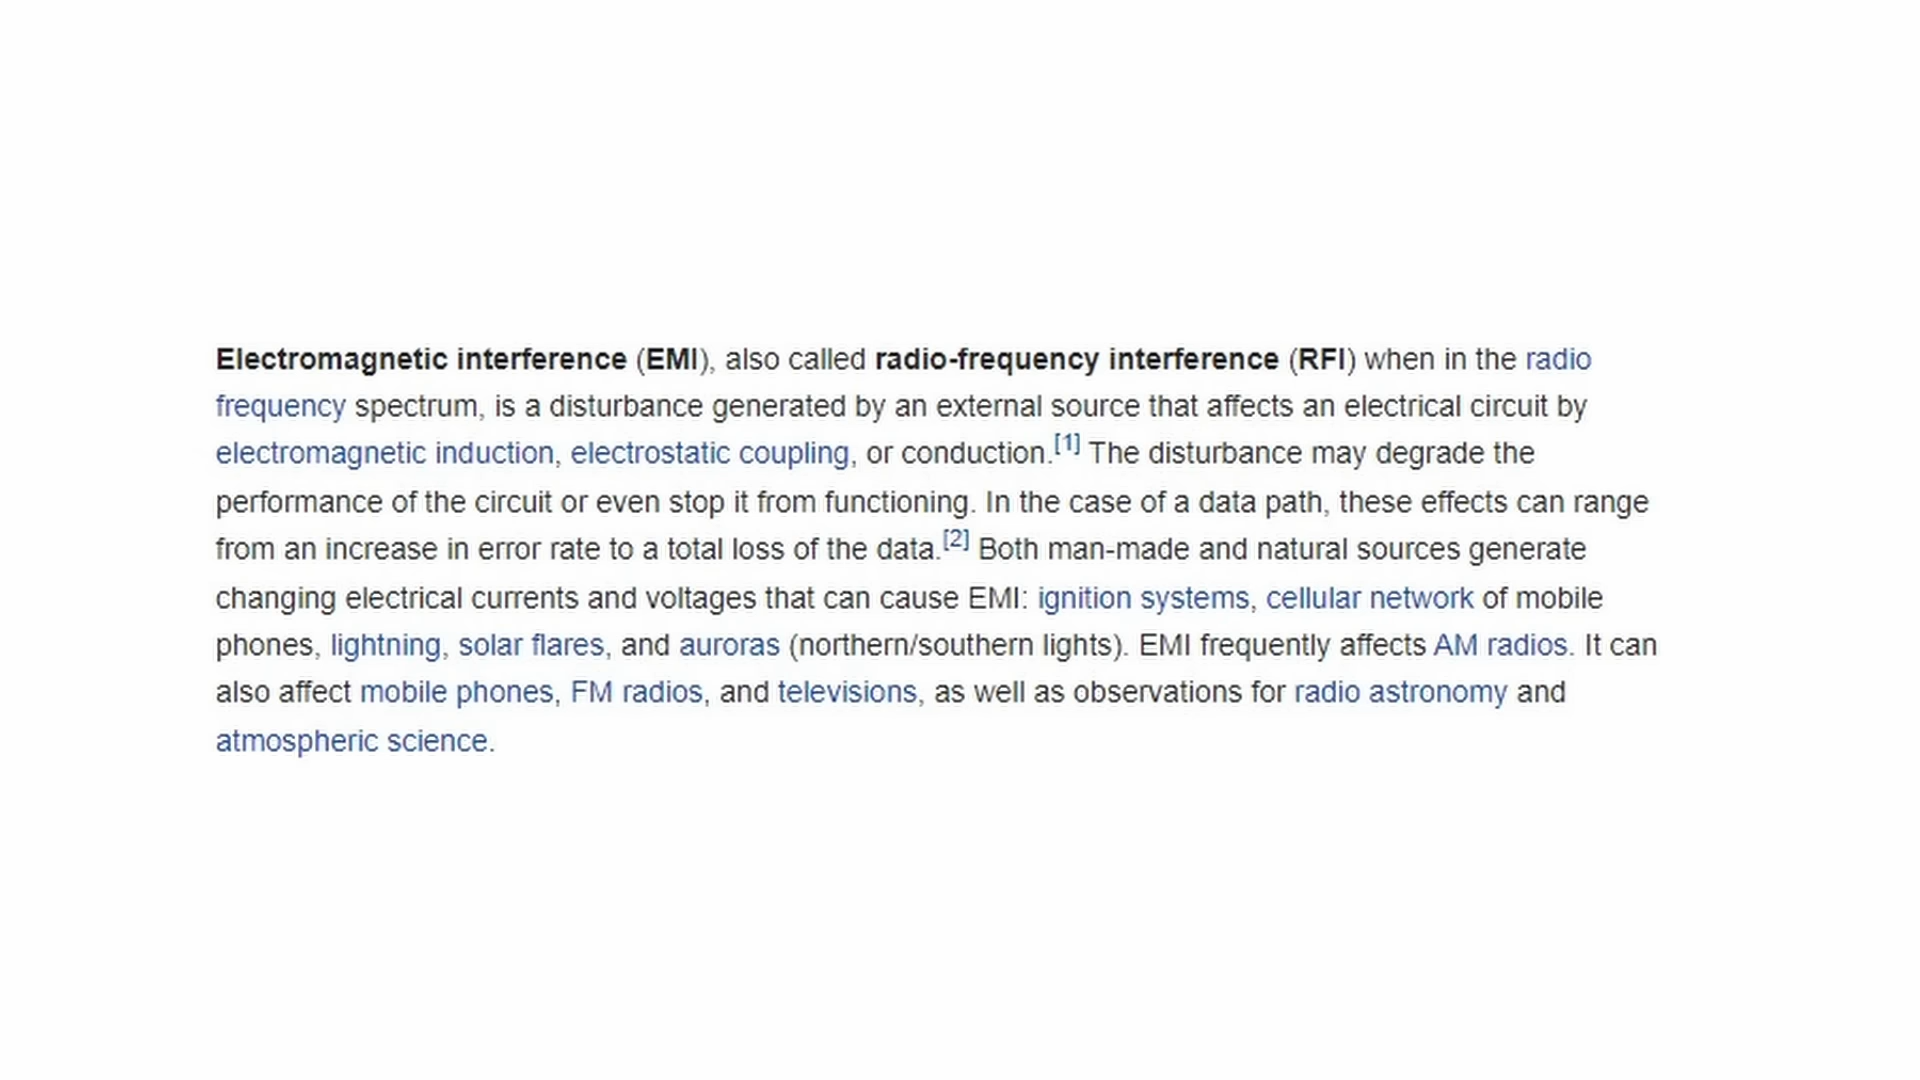 Electromagnetic interference (EMI), also called radio-frequency interference (RFI) when in the radio
frequency spectrum, is a disturbance generated by an external source that affects an electrical circuit by
electromagnetic induction, electrostatic coupling, or conduction.[1] The disturbance may degrade the
performance of the circuit or even stop it from functioning. In the case of a data path, these effects can range
from an increase in error rate to a total loss of the data.[2] Both man-made and natural sources generate
changing electrical currents and voltages that can cause EMI: ignition systems, cellular network of mobile
phones, lightning, solar flares, and auroras (northern/southern lights). EMI frequently affects AM radios. It can
also affect mobile phones, FM radios, and televisions, as well as observations for radio astronomy and
atmospheric science.